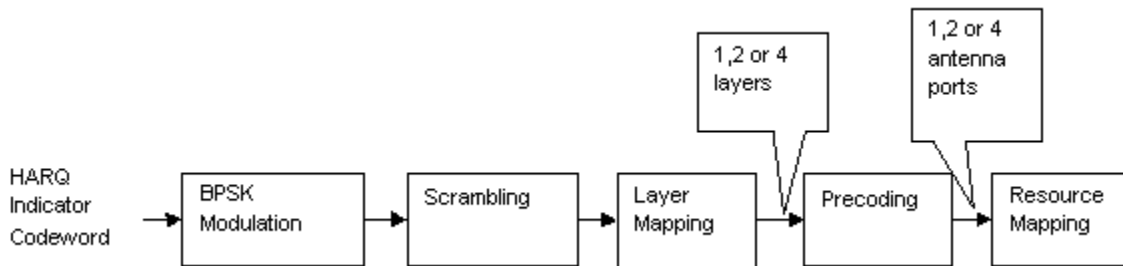 1,2 or 4
layers
1,2 or 4
antenna
ports
HARQ
Indicator
Codeword
BPSK
Modulation
Scrambling
Layer
Mapping
Precoding
Resource
Mapping